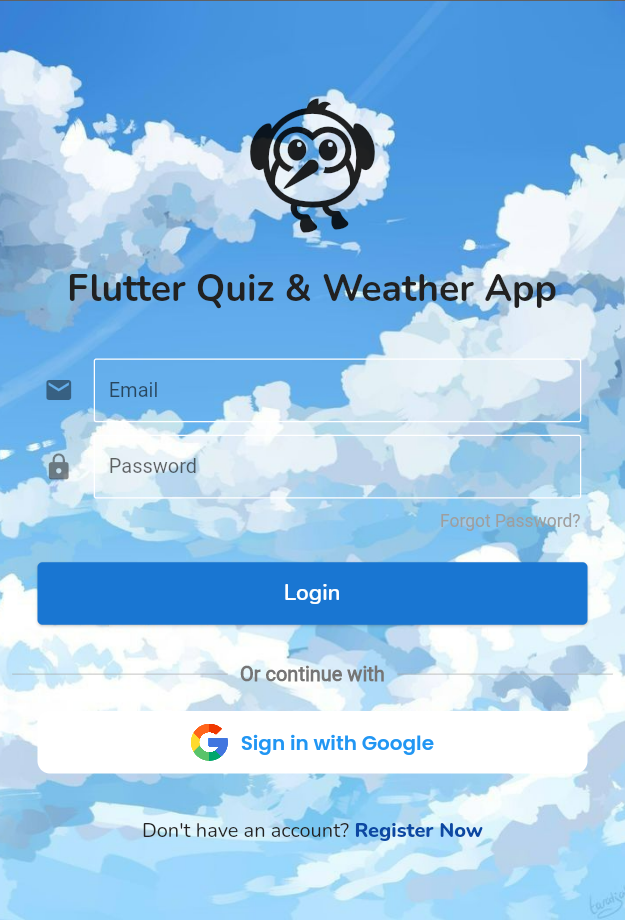 Flutter Quiz & Weather App
Email
Password
Forgot Password?
Login
Or continue with
Sign in with Google
Don't have an account? Register Now